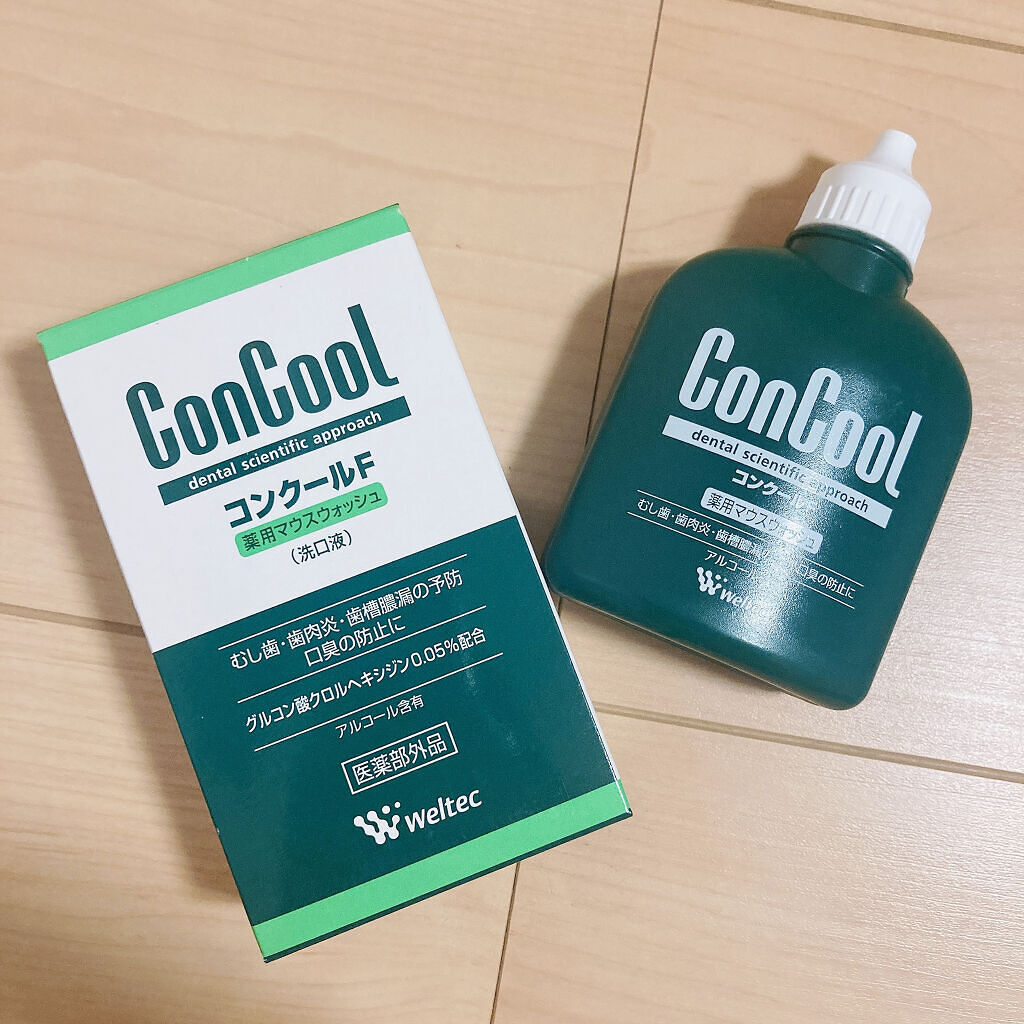 ConCool
dental scientific approach
コンクールF
薬用マウスウォッシュ
(洗口液)
むし歯・歯肉炎・歯槽膿漏の予防
口臭の防止に
グルコン酸クロルヘキシジン0.05%配合
アルコール含有
医薬部外品
weltec
ConCool
dental scientific approach
コンクール
薬用マウスウォッシュ
むし歯・歯肉炎・歯槽膿漏の 口臭の防止に
アルコール
weltec